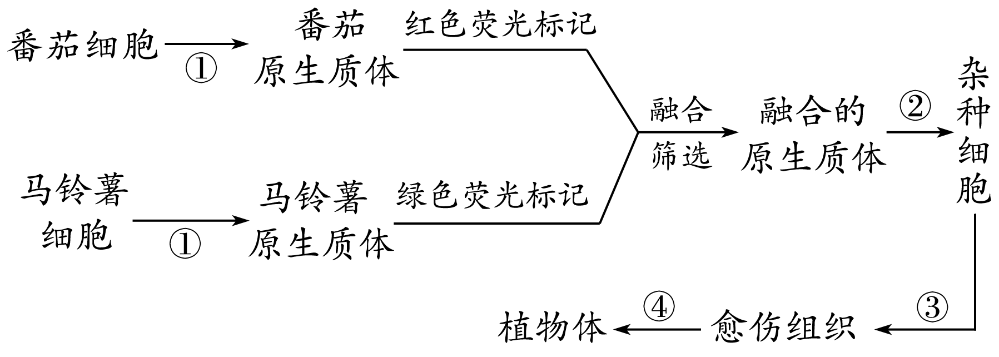 番茄细胞
①
番茄
原生质体
红色荧光标记
马铃薯
细胞
①
马铃薯
原生质体
绿色荧光标记
融合
筛选
融合的
原生质体
②
杂种细胞
③
愈伤组织
④
植物体